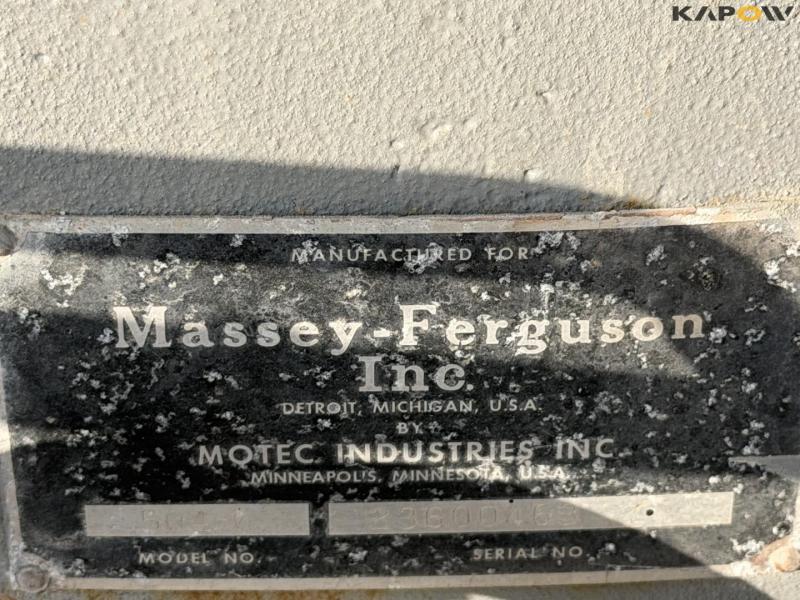 KAPOW
MANUFACTURED FOR
Massey-Ferguson
Inc.
DETROIT, MICHIGAN, U.S.A.
BY
MOTEC INDUSTRIES INC.
MINNEAPOLIS, MINNESOTA, U.S.A.
MODEL NO.
SERIAL NO.